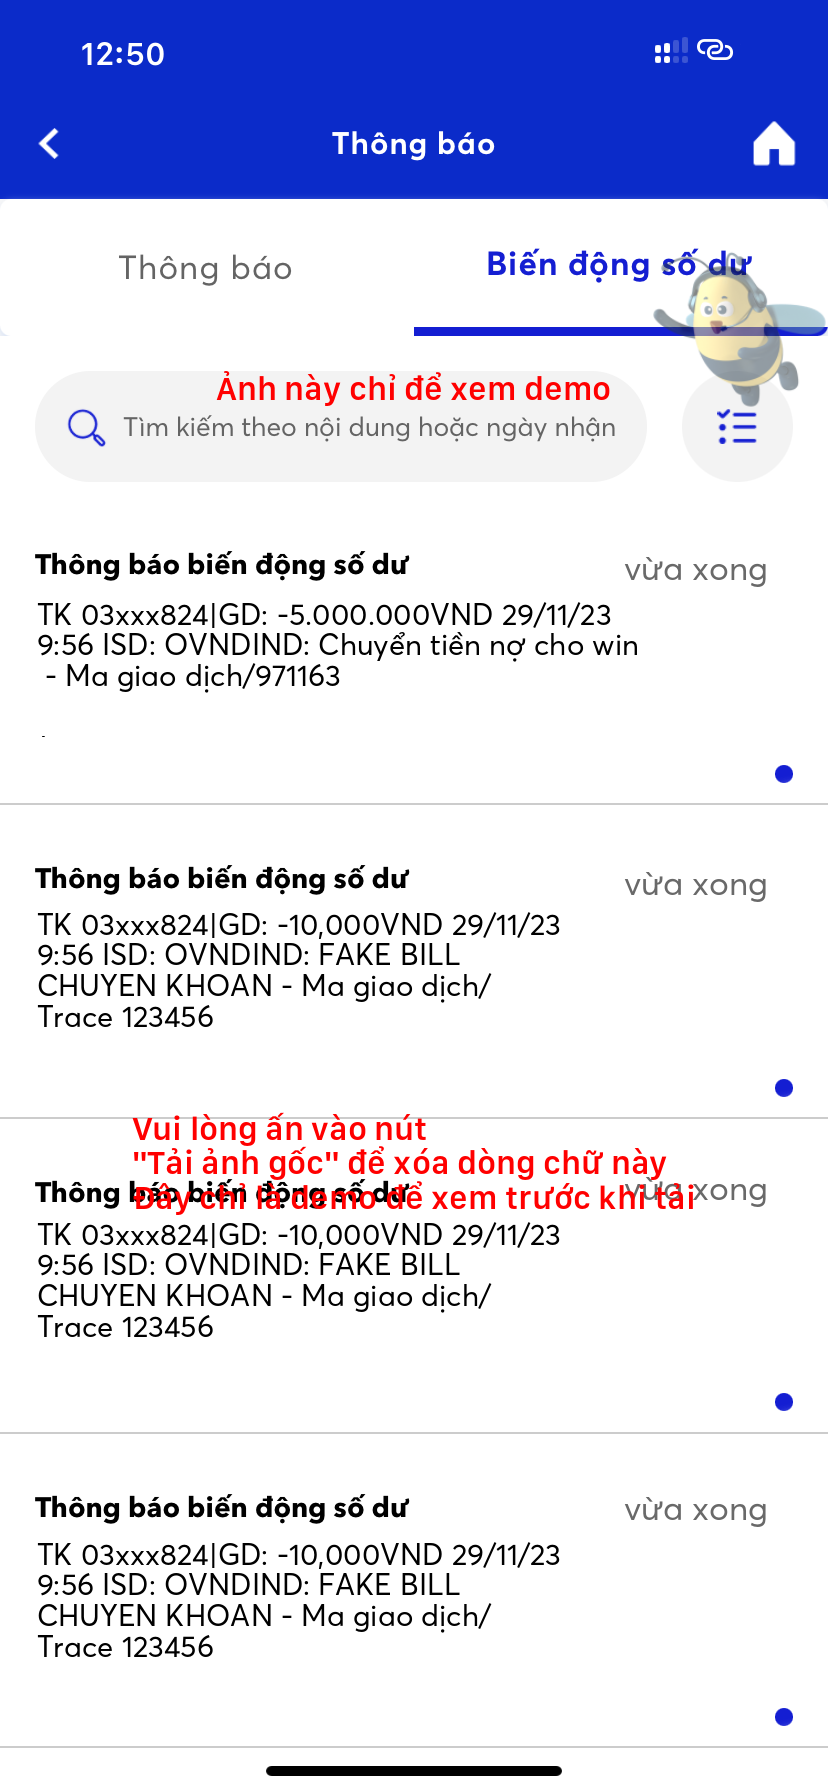 12:50
Thông báo
Thông báo
Biến động số dư
Ảnh này chỉ để xem demo
Tìm kiếm theo nội dung hoặc ngày nhận
Thông báo biến động số dư
vừa xong
TK 03xxx824|GD: -5.000.000VND 29/11/23
9:56 ISD: OVNDIND: Chuyển tiền nợ cho win
- Ma giao dịch/971163
.
Thông báo biến động số dư
vừa xong
TK 03xxx824|GD: -10,000VND 29/11/23
9:56 ISD: OVNDIND: FAKE BILL
CHUYEN KHOAN - Ma giao dịch/
Trace 123456
Vui lòng ấn vào nút
"Tải ảnh gốc" để xóa dòng chữ này
Đây chỉ là demo để xem trước khi tải
Thông báo biến động số dư
vừa xong
TK 03xxx824|GD: -10,000VND 29/11/23
9:56 ISD: OVNDIND: FAKE BILL
CHUYEN KHOAN - Ma giao dịch/
Trace 123456
Thông báo biến động số dư
vừa xong
TK 03xxx824|GD: -10,000VND 29/11/23
9:56 ISD: OVNDIND: FAKE BILL
CHUYEN KHOAN - Ma giao dịch/
Trace 123456